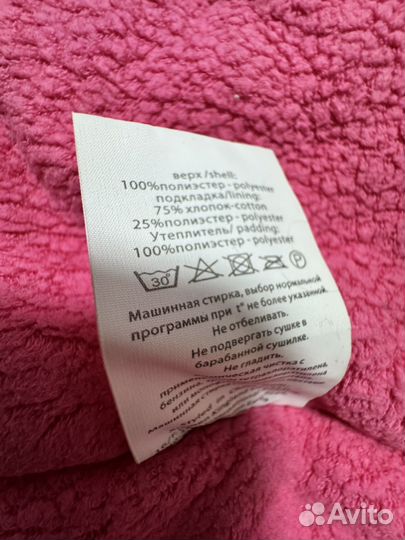 верх /shell:
100%полиэстер - polyester
подкладка/lining:
75% хлопок-cotton
25%полиэстер - polyester
Утеплитель/ padding:
100%полиэстер - polyester
30° P
Машинная стирка, выбор нормальной
программы при t° не более указанной.
Не отбеливать.
Не подвергать сушке в
барабанной сушилке.
Не гладить.
чистка с
Avito